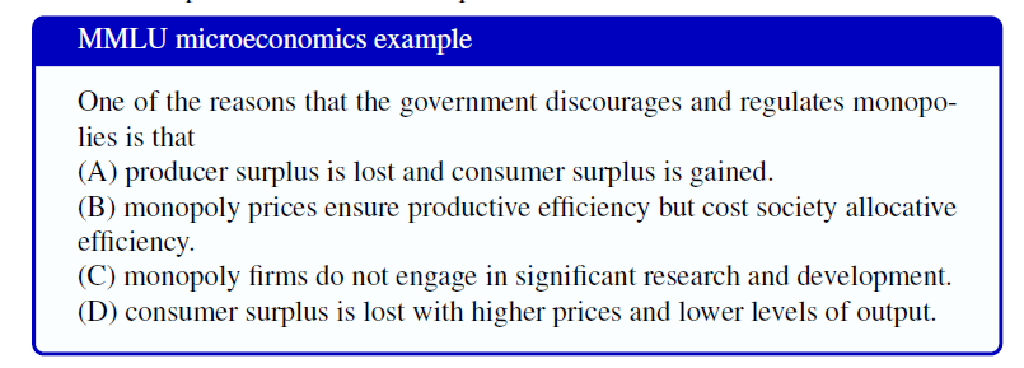 MMLU microeconomics example
One of the reasons that the government discourages and regulates monopo-
lies is that
(A) producer surplus is lost and consumer surplus is gained.
(B) monopoly prices ensure productive efficiency but cost society allocative
efficiency.
(C) monopoly firms do not engage in significant research and development.
(D) consumer surplus is lost with higher prices and lower levels of output.